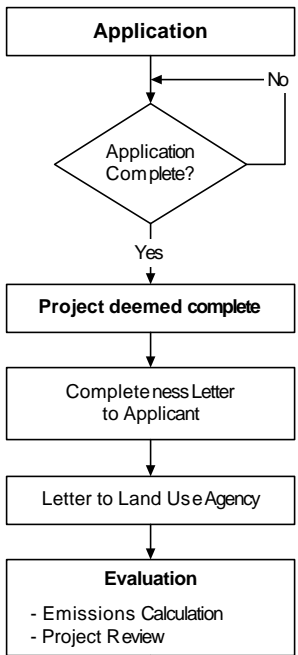 Application
No
Application
Complete?
Yes
Project deemed complete
Completeness Letter
to Applicant
Letter to Land Use Agency
Evaluation
- Emissions Calculation
- Project Review